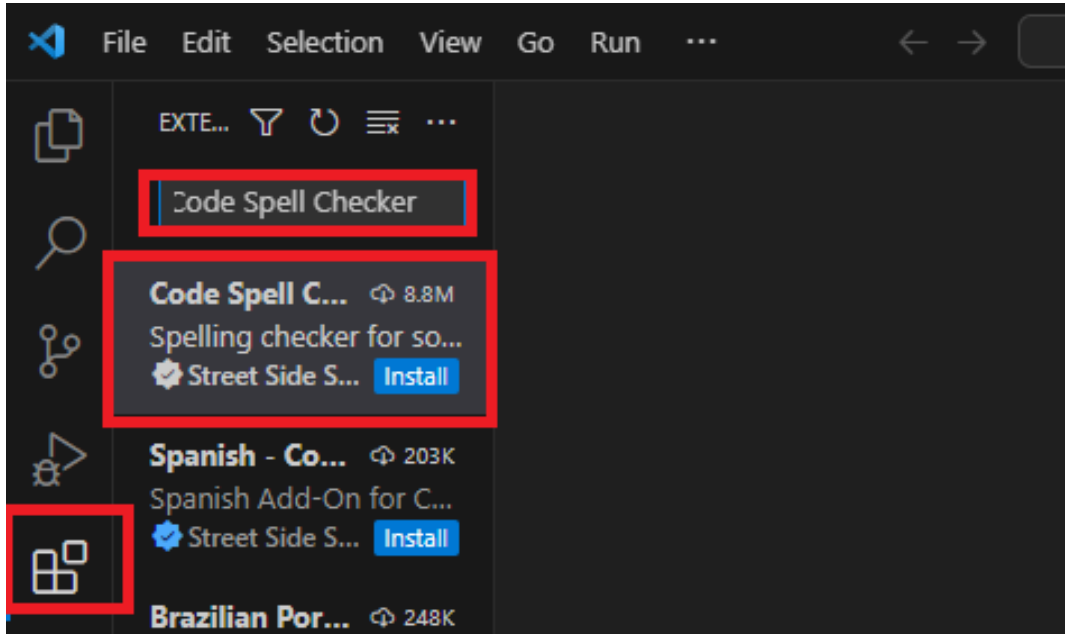 File Edit Selection View Go Run ...
EXTE... ...
Code Spell Checker
Code Spell C... 8.8M
Spelling checker for so...
Street Side S... Install
Spanish - Co... 203K
Spanish Add-On for C...
Street Side S... Install
Brazilian Por... 248K